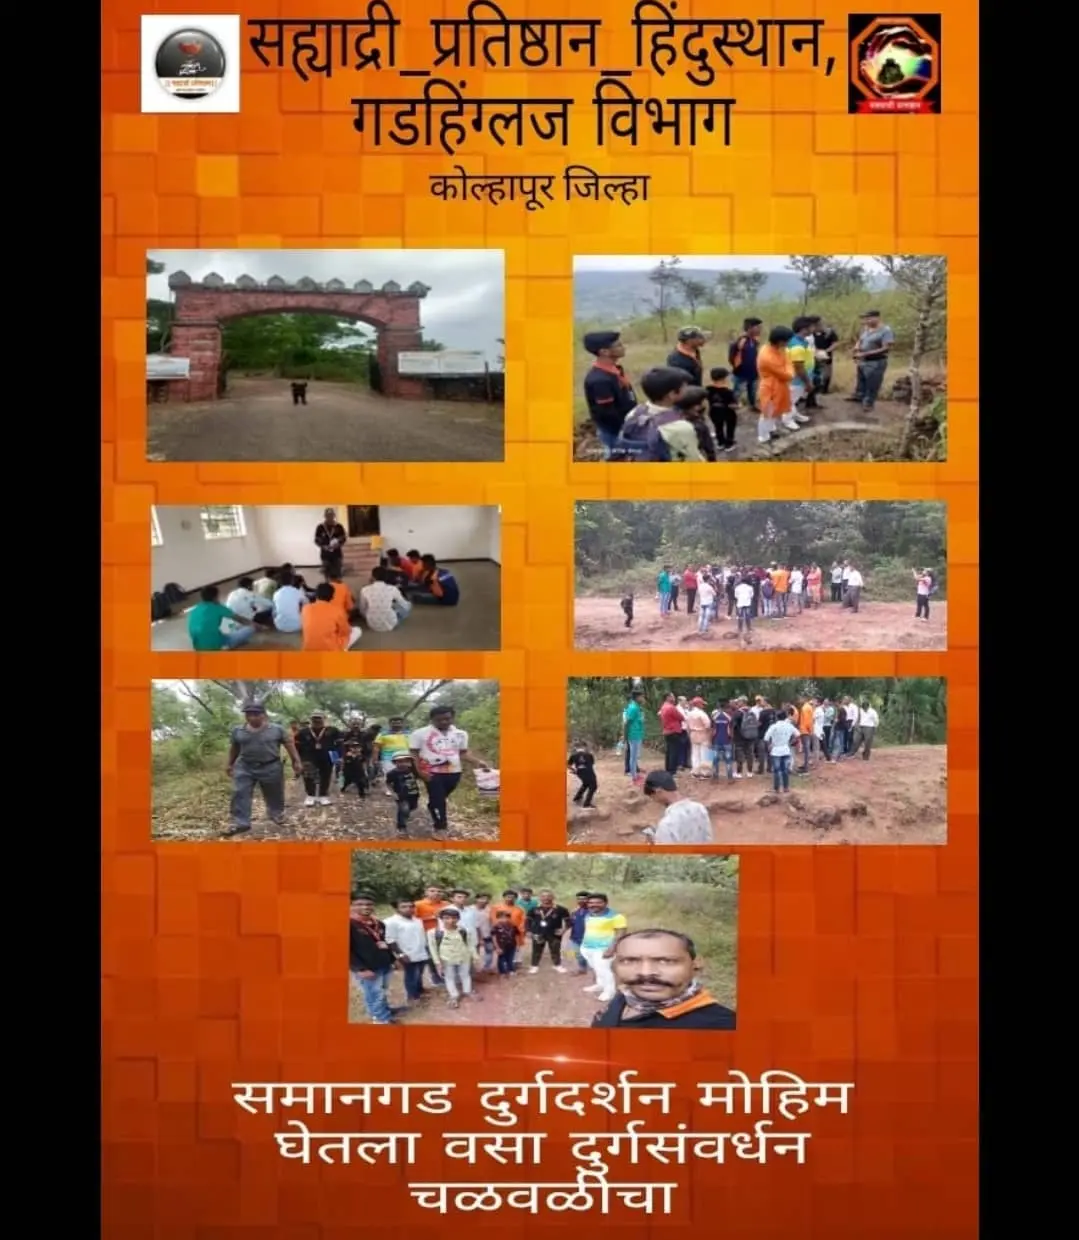 सह्याद्री_प्रतिष्ठान_हिंदुस्थान,
गडहिंग्लज विभाग
कोल्हापूर जिल्हा
समानगड दुर्गदर्शन मोहिम
घेतला वसा दुर्गसंवर्धन
चळवळीचा